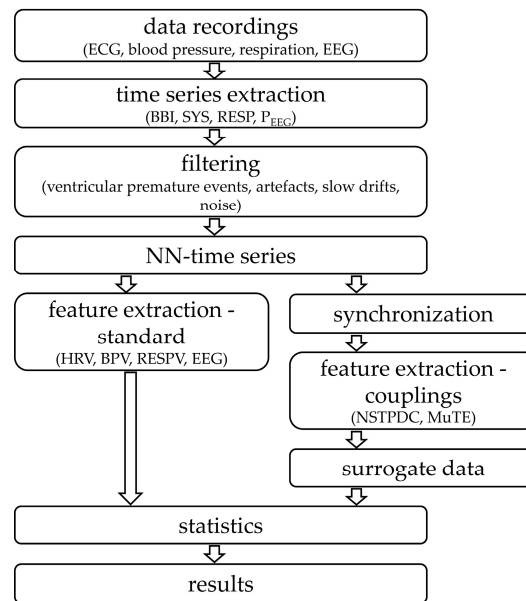 data recordings
(ECG, blood pressure, respiration, EEG)
time series extraction
(BBI, SYS, RESP, PEEG)
filtering
(ventricular premature events, artefacts, slow drifts,
noise)
NN-time series
feature extraction -
standard
(HRV, BPV, RESPV, EEG)
synchronization
feature extraction -
couplings
(NSTPDC, MuTE)
surrogate data
statistics
results